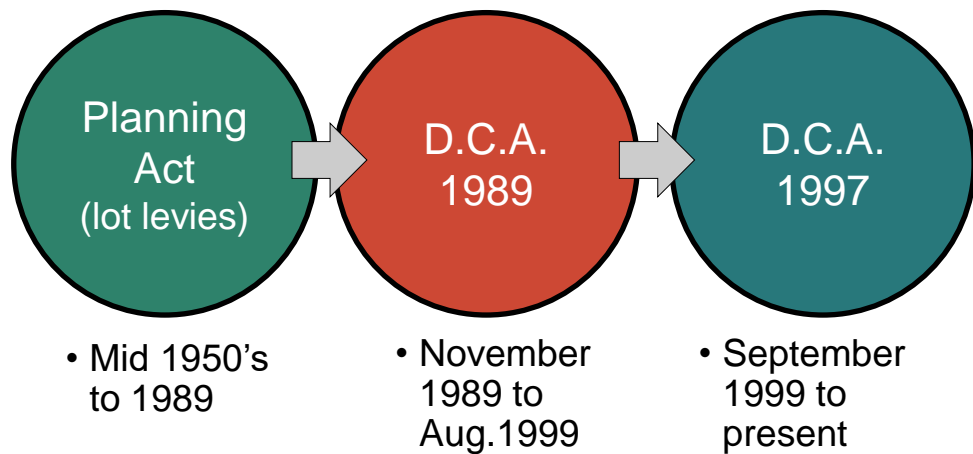 Planning
Act
(lot levies)
D.C.A.
1989
D.C.A.
1997
• Mid 1950's
to 1989
• November
1989 to
Aug.1999
• September
1999 to
present